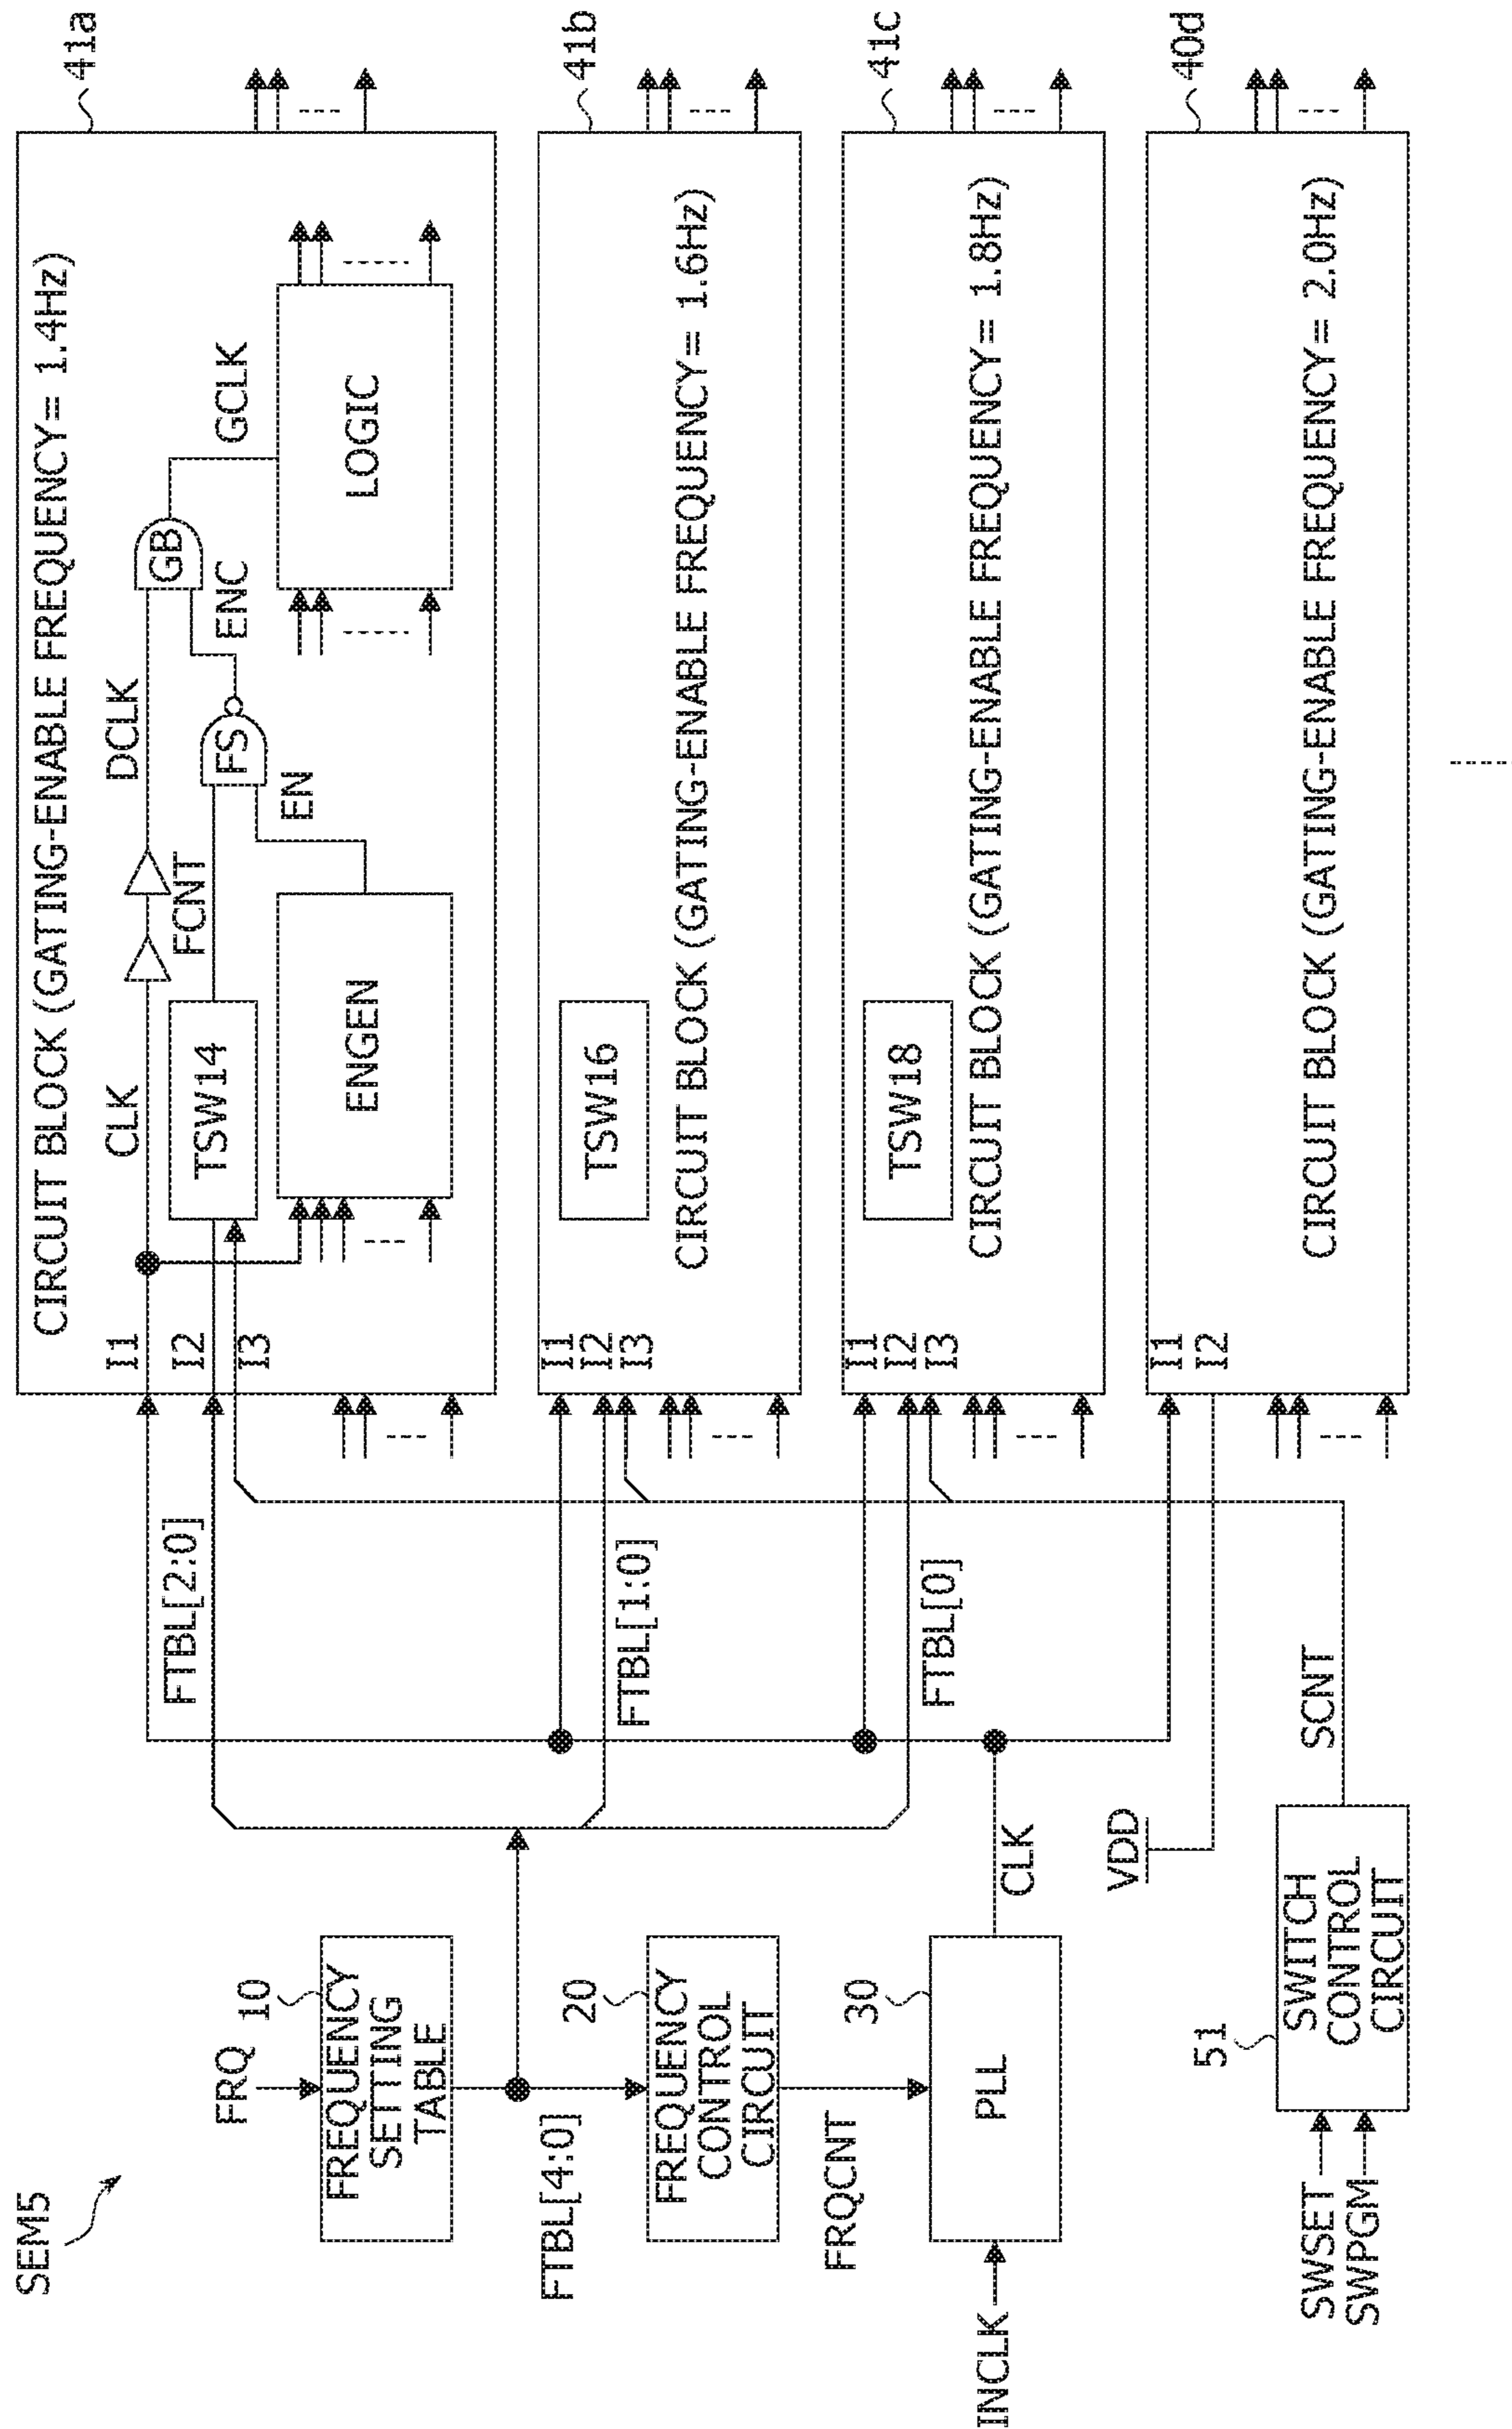 SEM5
FRQ
10
FREQUENCY
SETTING
TABLE
FTBL[4:0]
20
FREQUENCY
CONTROL
CIRCUIT
FRQCNT
30
PLL
INCLK
CLK
VDD
SWSET
SWPGM
51
SWITCH
CONTROL
CIRCUIT
SCNT
FTBL[2:0]
FTBL[1:0]
FTBL[0]
41a
CIRCUIT BLOCK (GATING-ENABLE FREQUENCY= 1.4Hz)
I1
I2
I3
CLK
TSW14
FCNT
DCLK
ENGEN
EN
FS
ENC
GB
GCLK
LOGIC
41b
I1
I2
I3
TSW16
CIRCUIT BLOCK (GATING-ENABLE FREQUENCY= 1.6Hz)
41c
I1
I2
I3
TSW18
CIRCUIT BLOCK (GATING-ENABLE FREQUENCY= 1.8Hz)
40d
I1
I2
CIRCUIT BLOCK (GATING-ENABLE FREQUENCY= 2.0Hz)